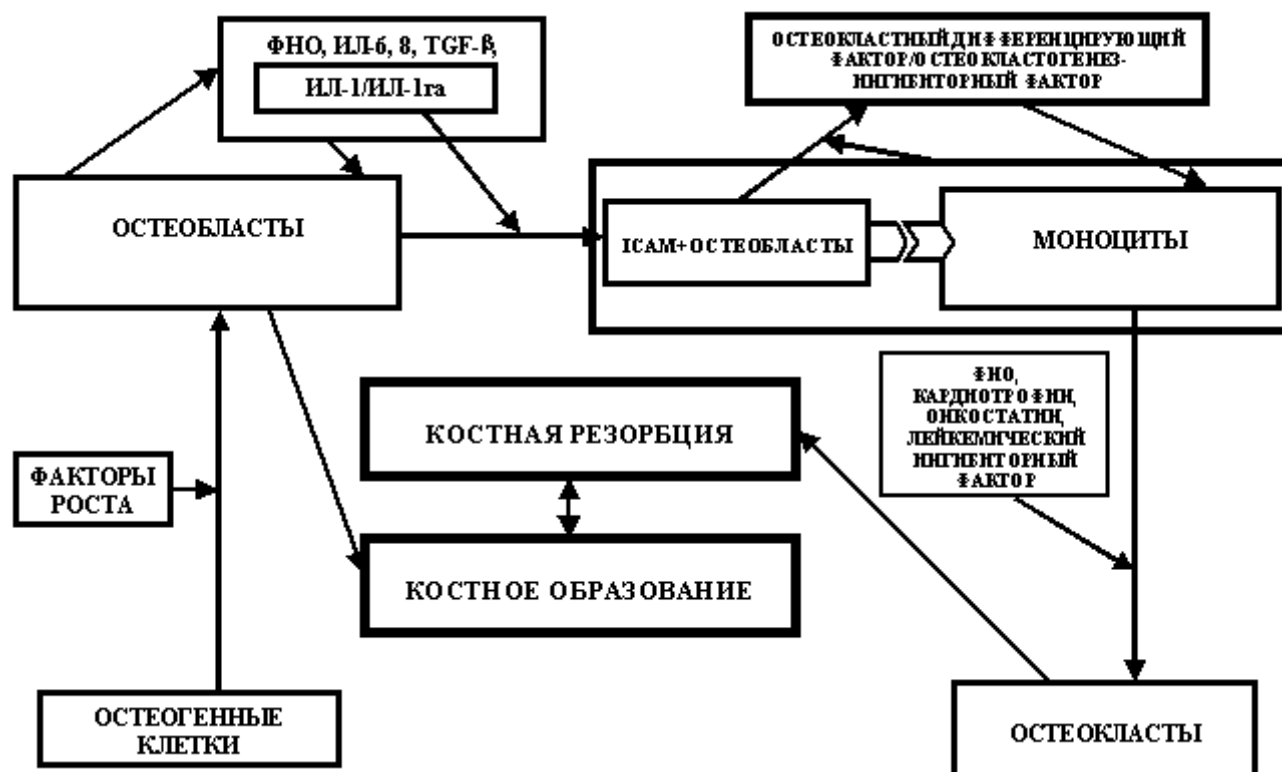 ФНО, ИЛ-6, 8, TGF-β,
ИЛ-1/ИЛ-1ra
ОСТЕОКЛАСТНЫЙ ДИФФЕРЕНЦИРУЮЩИЙ
ФАКТОР/ОСТЕОКЛАСТОГЕНЕЗ-
ИНГИБИТОРНЫЙ ФАКТОР
ОСТЕОБЛАСТЫ
ICAM+ОСТЕОБЛАСТЫ
МОНОЦИТЫ
ФНО,
КАРДИОТРОФИН,
ОНКОСТАТИН,
ЛЕЙКЕМИЧЕСКИЙ
ИНГИБИТОРНЫЙ
ФАКТОР
КОСТНАЯ РЕЗОРБЦИЯ
ФАКТОРЫ
РОСТА
КОСТНОЕ ОБРАЗОВАНИЕ
ОСТЕОГЕННЫЕ
КЛЕТКИ
ОСТЕОКЛАСТЫ